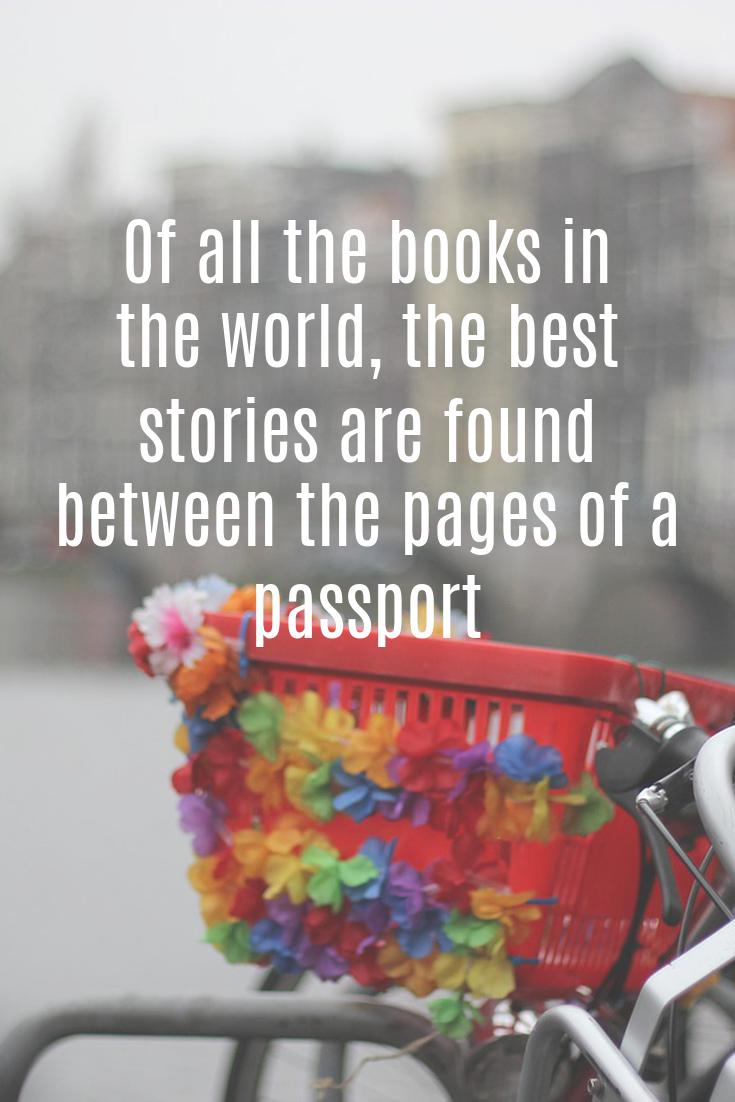 Of all the books in
the world, the best
stories are found
between the pages of a
passport